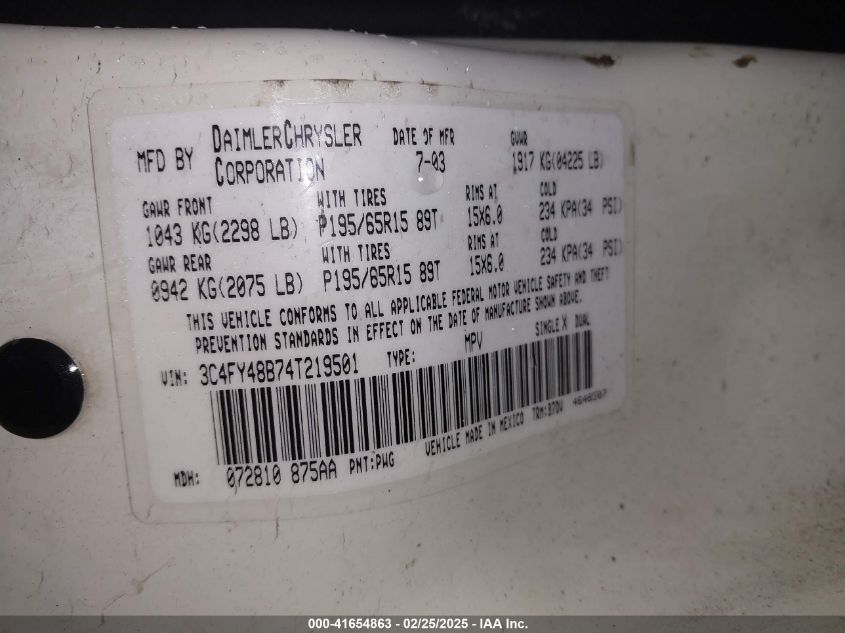 MFD BY DAIMLERCHRYSLER CORPORATION DATE OF MFR 7-03 GVWR 1917 KG(04225 LB)
GAWR FRONT WITH TIRES RIMS AT COLD
1043 KG(2298 LB) P195/65R15 89T 15X6.0 234 KPA(34 PSI)
GAWR REAR WITH TIRES RIMS AT COLD
0942 KG(2075 LB) P195/65R15 89T 15X6.0 234 KPA(34 PSI)
THIS VEHICLE CONFORMS TO ALL APPLICABLE FEDERAL MOTOR VEHICLE SAFETY AND THEFT
PREVENTION STANDARDS IN EFFECT ON THE DATE OF MANUFACTURE SHOWN ABOVE.
VIN: 3C4FY48B74T219501 TYPE: MPV SINGLE X DUAL
VEHICLE MADE IN MEXICO TRM:B7DV 4648507
MDH: 072810 875AA PNT:PWG
000-41654863 - 02/25/2025 - IAA Inc.